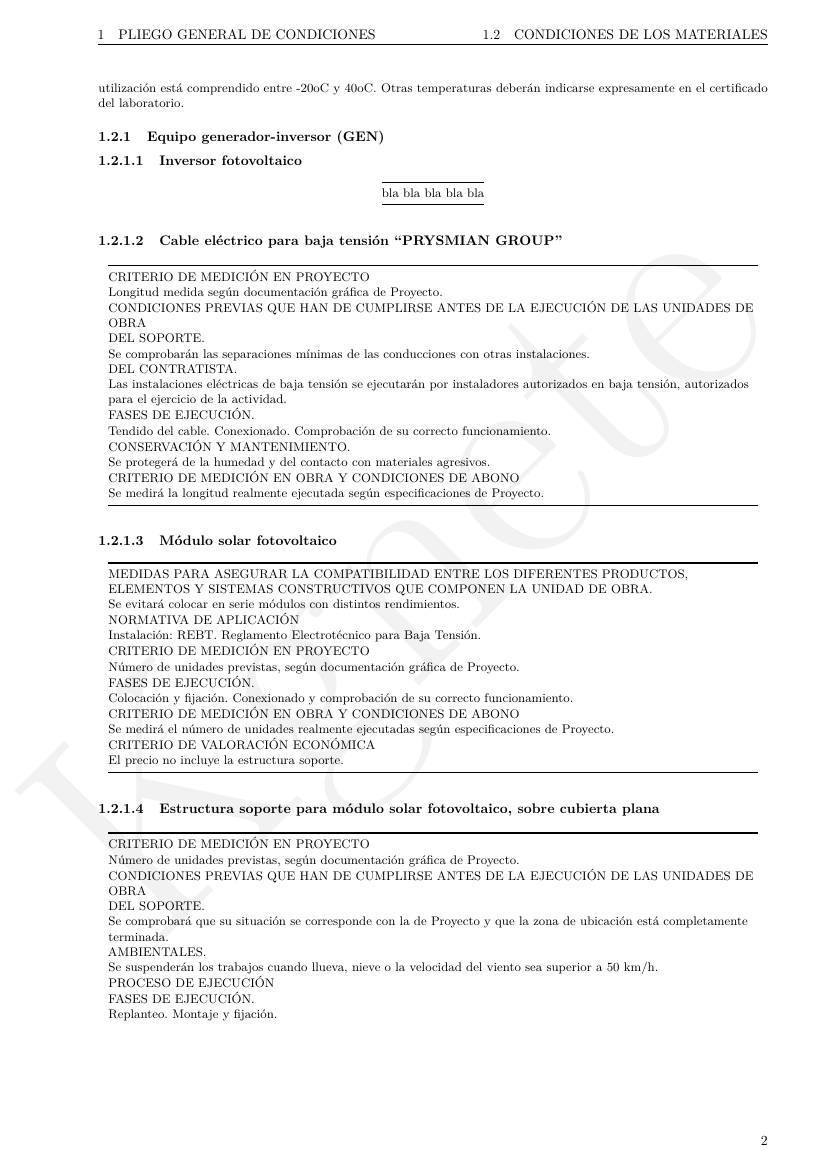 1 PLIEGO GENERAL DE CONDICIONES 1.2 CONDICIONES DE LOS MATERIALES
utilización está comprendido entre -20oC y 40oC. Otras temperaturas deberán indicarse expresamente en el certificado
del laboratorio.
1.2.1 Equipo generador-inversor (GEN)
1.2.1.1 Inversor fotovoltaico
bla bla bla bla bla
1.2.1.2 Cable eléctrico para baja tensión “PRYSMIAN GROUP”
CRITERIO DE MEDICIÓN EN PROYECTO
Longitud medida según documentación gráfica de Proyecto.
CONDICIONES PREVIAS QUE HAN DE CUMPLIRSE ANTES DE LA EJECUCIÓN DE LAS UNIDADES DE
OBRA
DEL SOPORTE.
Se comprobarán las separaciones mínimas de las conducciones con otras instalaciones.
DEL CONTRATISTA.
Las instalaciones eléctricas de baja tensión se ejecutarán por instaladores autorizados en baja tensión, autorizados
para el ejercicio de la actividad.
FASES DE EJECUCIÓN.
Tendido del cable. Conexionado. Comprobación de su correcto funcionamiento.
CONSERVACIÓN Y MANTENIMIENTO.
Se protegerá de la humedad y del contacto con materiales agresivos.
CRITERIO DE MEDICIÓN EN OBRA Y CONDICIONES DE ABONO
Se medirá la longitud realmente ejecutada según especificaciones de Proyecto.
1.2.1.3 Módulo solar fotovoltaico
MEDIDAS PARA ASEGURAR LA COMPATIBILIDAD ENTRE LOS DIFERENTES PRODUCTOS,
ELEMENTOS Y SISTEMAS CONSTRUCTIVOS QUE COMPONEN LA UNIDAD DE OBRA.
Se evitará colocar en serie módulos con distintos rendimientos.
NORMATIVA DE APLICACIÓN
Instalación: REBT. Reglamento Electrotécnico para Baja Tensión.
CRITERIO DE MEDICIÓN EN PROYECTO
Número de unidades previstas, según documentación gráfica de Proyecto.
FASES DE EJECUCIÓN.
Colocación y fijación. Conexionado y comprobación de su correcto funcionamiento.
CRITERIO DE MEDICIÓN EN OBRA Y CONDICIONES DE ABONO
Se medirá el número de unidades realmente ejecutadas según especificaciones de Proyecto.
CRITERIO DE VALORACIÓN ECONÓMICA
El precio no incluye la estructura soporte.
1.2.1.4 Estructura soporte para módulo solar fotovoltaico, sobre cubierta plana
CRITERIO DE MEDICIÓN EN PROYECTO
Número de unidades previstas, según documentación gráfica de Proyecto.
CONDICIONES PREVIAS QUE HAN DE CUMPLIRSE ANTES DE LA EJECUCIÓN DE LAS UNIDADES DE
OBRA
DEL SOPORTE.
Se comprobará que su situación se corresponde con la de Proyecto y que la zona de ubicación está completamente
terminada.
AMBIENTALES.
Se suspenderán los trabajos cuando llueva, nieve o la velocidad del viento sea superior a 50 km/h.
PROCESO DE EJECUCIÓN
FASES DE EJECUCIÓN.
Replanteo. Montaje y fijación.
2